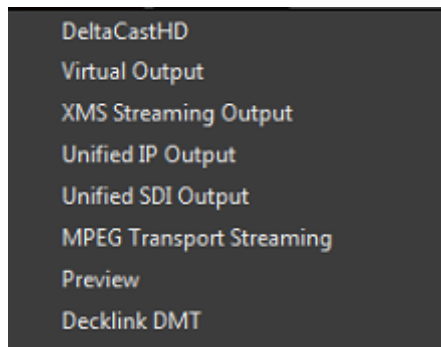 DeltaCastHD
Virtual Output
XMS Streaming Output
Unified IP Output
Unified SDI Output
MPEG Transport Streaming
Preview
Decklink DMT